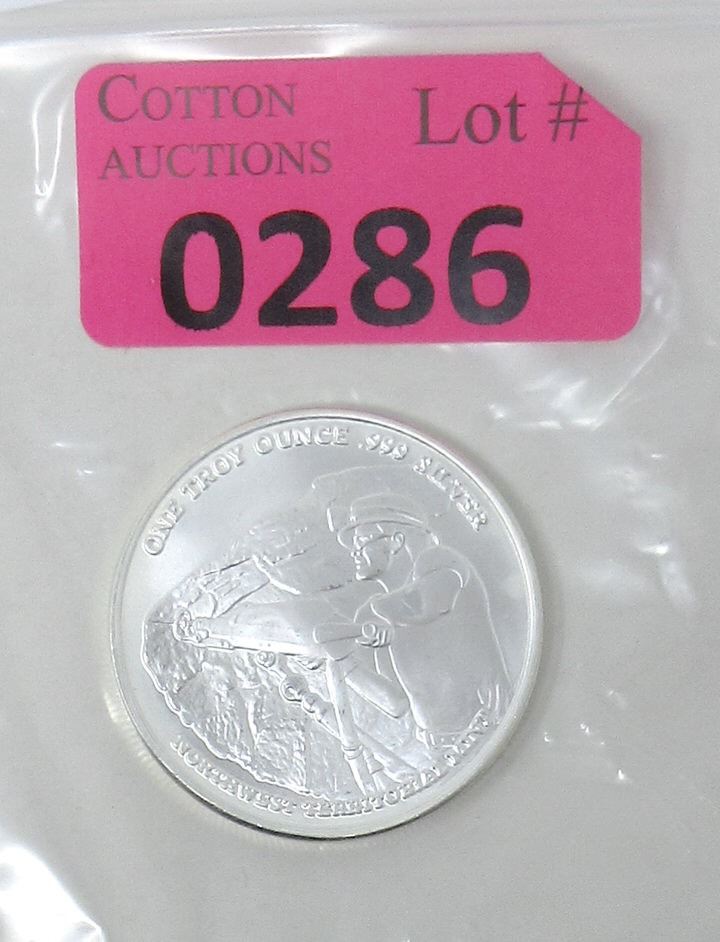 COTTON
AUCTIONS
Lot #
0286
ONE TROY OUNCE .999 SILVER
NORTHWEST TERRITORIAL MINT